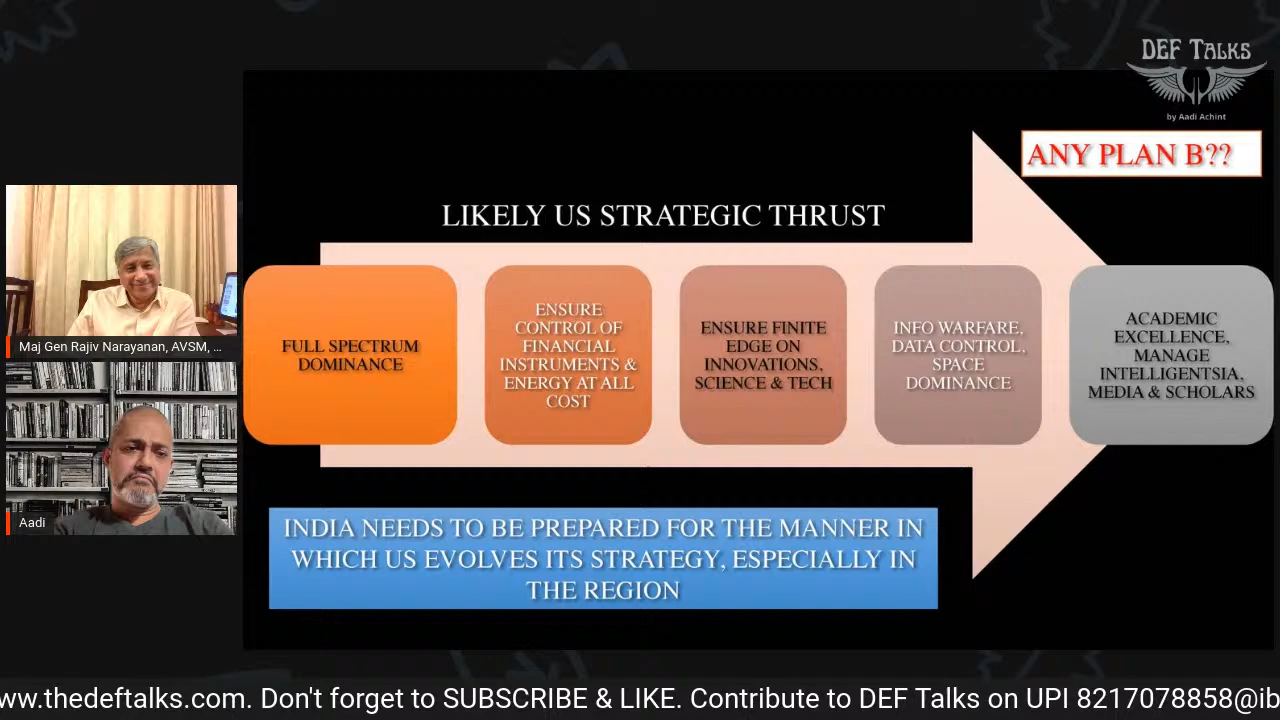 DEF TALKS
by Aadi Achint
ANY PLAN B??
LIKELY US STRATEGIC THRUST
FULL SPECTRUM
DOMINANCE
ENSURE
CONTROL OF
FINANCIAL
INSTRUMENTS &
ENERGY AT ALL
COST
ENSURE FINITE
EDGE ON
INNOVATIONS,
SCIENCE & TECH
INFO WARFARE,
DATA CONTROL,
SPACE
DOMINANCE
ACADEMIC
EXCELLENCE,
MANAGE
INTELLIGENTSIA,
MEDIA & SCHOLARS
Maj Gen Rajiv Narayanan, AVSM, ...
Aadi
INDIA NEEDS TO BE PREPARED FOR THE MANNER IN
WHICH US EVOLVES ITS STRATEGY, ESPECIALLY IN
THE REGION
ww.thedeftalks.com. Don't forget to SUBSCRIBE & LIKE. Contribute to DEF Talks on UPI 8217078858@ib